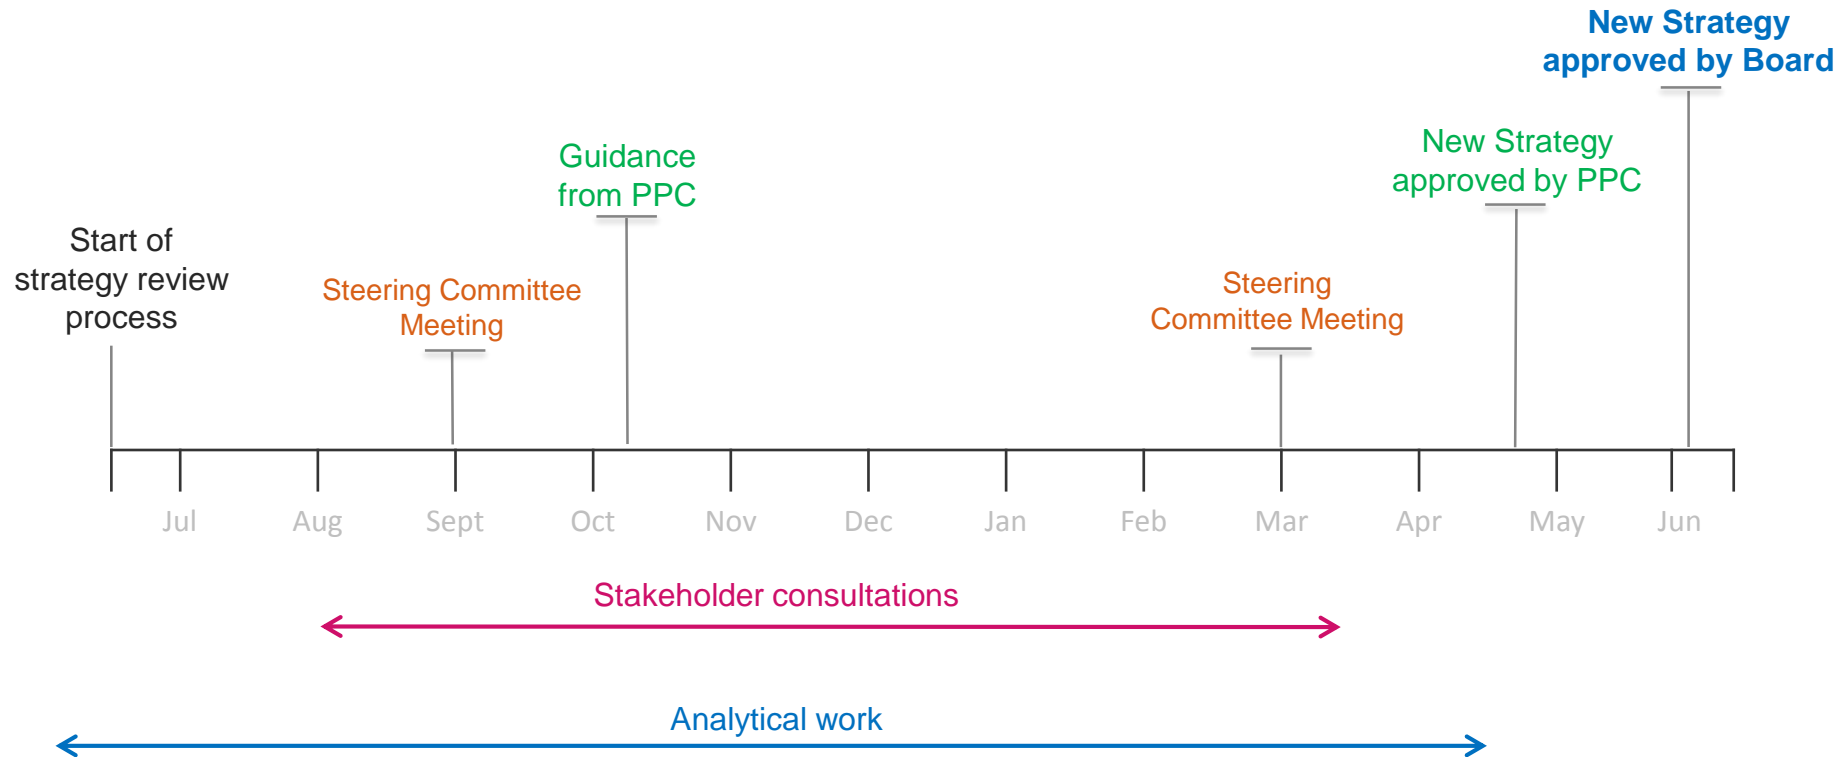 New Strategy
approved by Board
New Strategy
approved by PPC
Guidance
from PPC
Start of
strategy review
process
Steering Committee
Meeting
Steering
Committee Meeting
Jul Aug Sept Oct Nov Dec Jan Feb Mar Apr May Jun
Stakeholder consultations
Analytical work